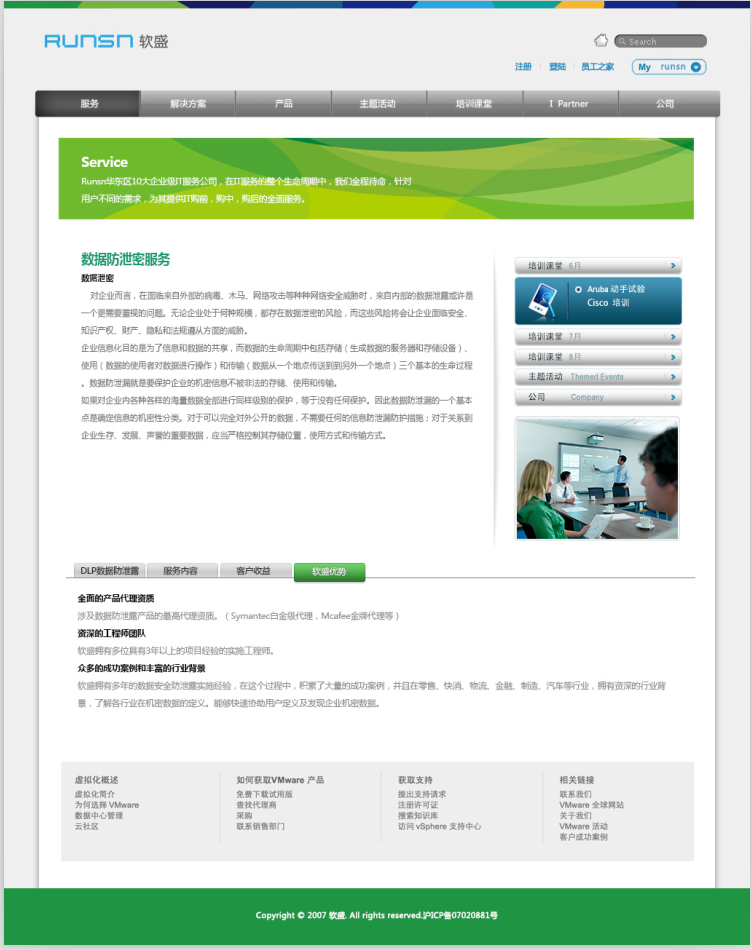 RUNSN 软盛
Search
注册 登陆 员工之家 My runsn
服务 解决方案 产品 主题活动 培训课堂 I Partner 公司
Service
Runsn华东区10大企业级IT服务公司，在IT服务的整个生命周期中，我们全程待命，针对
用户不同的需求，为其提供IT购前，购中，购后的全面服务。
数据防泄密服务
数据泄密
对企业而言，在面临来自外部的病毒、木马、网络攻击等种种网络安全威胁时，来自内部的数据泄露或许是
一个更需要重视的问题。无论企业处于何种规模，都存在数据泄密的风险，而这些风险将会让企业面临安全、
知识产权、财产、隐私和法规遵从方面的威胁。
企业信息化目的是为了信息和数据的共享，而数据的生命周期中包括存储（生成数据的服务器和存储设备）、
使用（数据的使用者对数据进行操作）和传输（数据从一个地点传送到到另外一个地点）三个基本的生命过程
。数据防泄漏就是要保护企业的机密信息不被非法的存储、使用和传输。
如果对企业内各种各样的海量数据全部进行同样级别的保护，等于没有任何保护。因此数据防泄漏的一个基本
点是确定信息的机密性分类。对于可以完全对外公开的数据，不需要任何的信息防泄漏防护措施；对于关系到
企业生存、发展、声誉的重要数据，应当严格控制其存储位置，使用方式和传输方式。
培训课堂 6月
Aruba 动手试验
Cisco 培训
培训课堂 7月
培训课堂 8月
主题活动 Themed Events
公司 Company
DLP数据防泄露 服务内容 客户收益 软盛优势
全面的产品代理资质
涉及数据防泄露产品的最高代理资质。（Symantec白金级代理，Mcafee金牌代理等）
资深的工程师团队
软盛拥有多位具有3年以上的项目经验的实施工程师。
众多的成功案例和丰富的行业背景
软盛拥有多年的数据安全防泄露实施经验，在这个过程中，积累了大量的成功案例，并且在零售、快消、物流、金融、制造、汽车等行业，拥有资深的行业背
景，了解各行业在机密数据的定义。能够快速协助用户定义及发现企业机密数据。
虚拟化概述
虚拟化简介
为何选择 VMware
数据中心管理
云社区
如何获取VMware 产品
免费下载试用版
查找代理商
采购
联系销售部门
获取支持
提出支持请求
注册许可证
搜索知识库
访问 vSphere 支持中心
相关链接
联系我们
VMware 全球网站
关于我们
VMware 活动
客户成功案例
Copyright © 2007 软盛. All rights reserved.沪ICP备07020881号